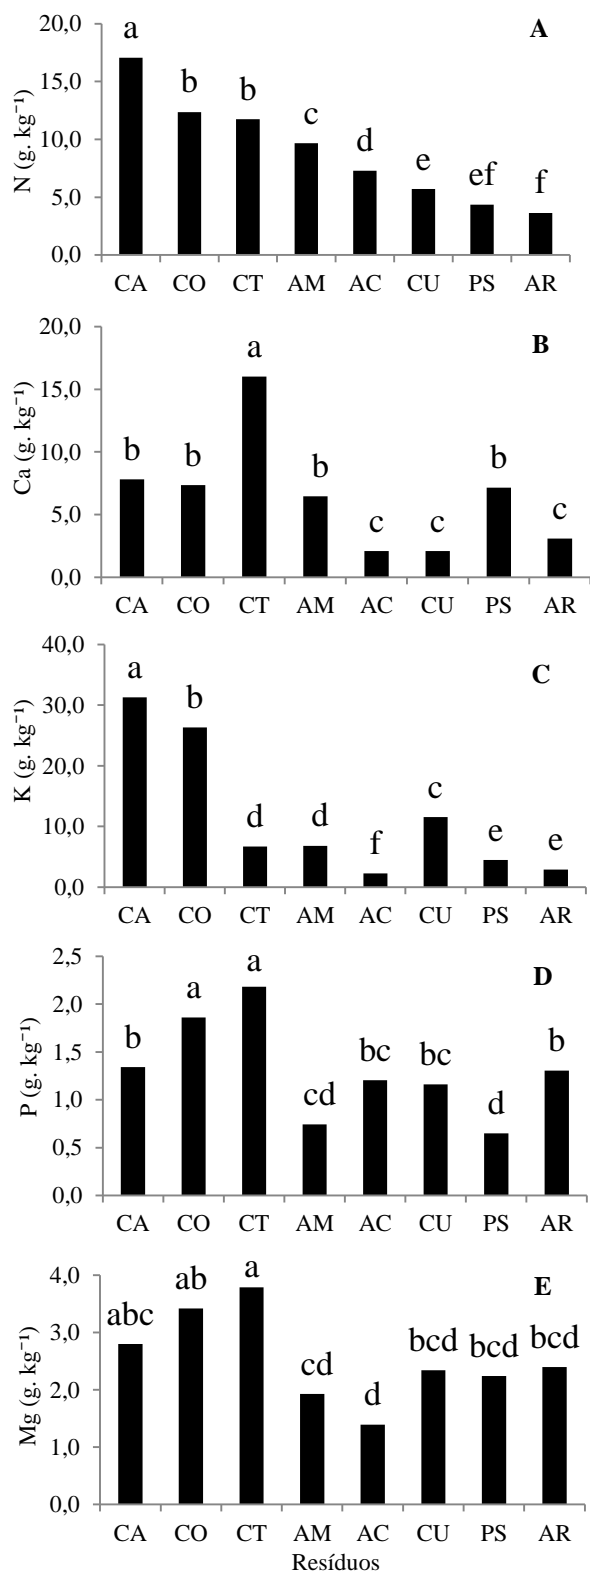 A
N (g. kg⁻¹)
20,0
15,0
10,0
5,0
0,0
a b b c d e ef f
CA CO CT AM AC CU PS AR
B
Ca (g. kg⁻¹)
20,0
15,0
10,0
5,0
0,0
b b a b c c b c
CA CO CT AM AC CU PS AR
C
K (g. kg⁻¹)
40,0
30,0
20,0
10,0
0,0
a b d d f c e e
CA CO CT AM AC CU PS AR
D
P (g. kg⁻¹)
2,5
2,0
1,5
1,0
0,5
0,0
b a a cd bc bc d b
CA CO CT AM AC CU PS AR
E
Mg (g. kg⁻¹)
4,0
3,0
2,0
1,0
0,0
abc ab a cd d bcd bcd bcd
CA CO CT AM AC CU PS AR
Resíduos